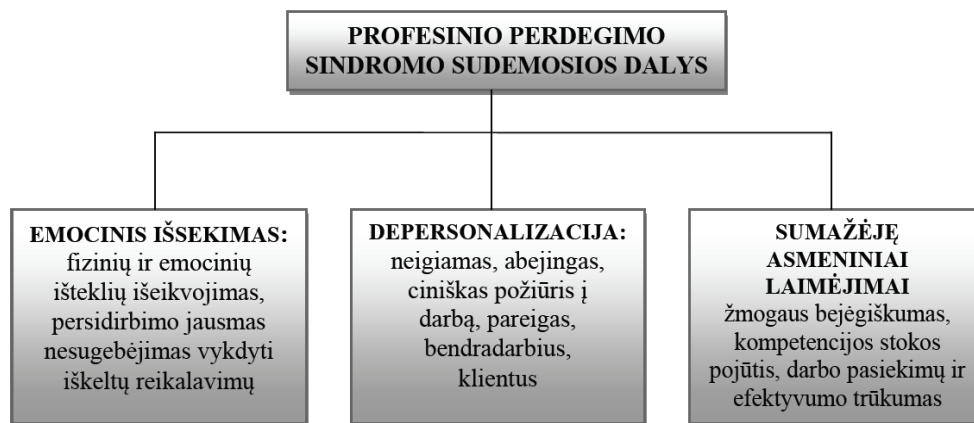 PROFESINIO PERDEGIMO
SINDROMO SUDEMOSIOS DALYS
EMOCINIS IŠSEKIMAS:
fizinių ir emocinių
išteklių išeikvojimas,
persidirbimo jausmas
nesugebėjimas vykdyti
iškeltų reikalavimų
DEPERSONALIZACIJA:
neigiamas, abejingas,
ciniškas požiūris į
darbą, pareigas,
bendradarbius,
klientus
SUMAŽĖJĘ
ASMENINIAI
LAIMĖJIMAI
žmogaus bejėgiškumas,
kompetencijos stokos
pojūtis, darbo pasiekimų ir
efektyvumo trūkumas